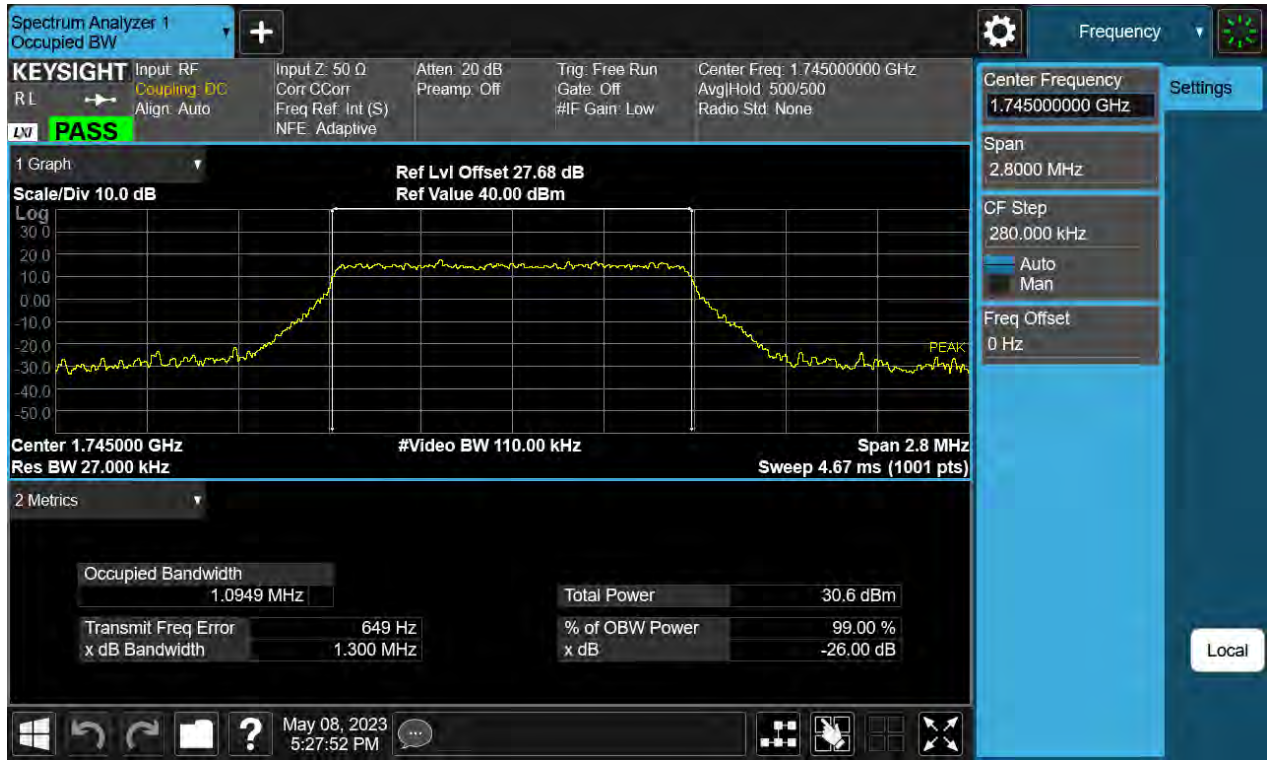 Spectrum Analyzer 1
Occupied BW
Frequency
KEYSIGHT
RL
LXI
PASS
Input: RF
Coupling: DC
Align: Auto
Input Z: 50 Ω
Corr CCorr
Freq Ref: Int (S)
NFE: Adaptive
Atten: 20 dB
Preamp: Off
Trig: Free Run
Gate: Off
#IF Gain: Low
Center Freq: 1.745000000 GHz
Avg|Hold: 500/500
Radio Std: None
Center Frequency
1.745000000 GHz
Settings
Span
2.8000 MHz
CF Step
280.000 kHz
Auto
Man
Freq Offset
0 Hz
Local
1 Graph
Scale/Div 10.0 dB
Ref Lvl Offset 27.68 dB
Ref Value 40.00 dBm
Log
30.0
20.0
10.0
0.00
-10.0
-20.0
-30.0
-40.0
-50.0
PEAK
Center 1.745000 GHz
#Video BW 110.00 kHz
Span 2.8 MHz
Res BW 27.000 kHz
Sweep 4.67 ms (1001 pts)
2 Metrics
Occupied Bandwidth
1.0949 MHz
Total Power 30.6 dBm
Transmit Freq Error 649 Hz
% of OBW Power 99.00 %
x dB Bandwidth 1.300 MHz
x dB -26.00 dB
?
May 08, 2023
5:27:52 PM